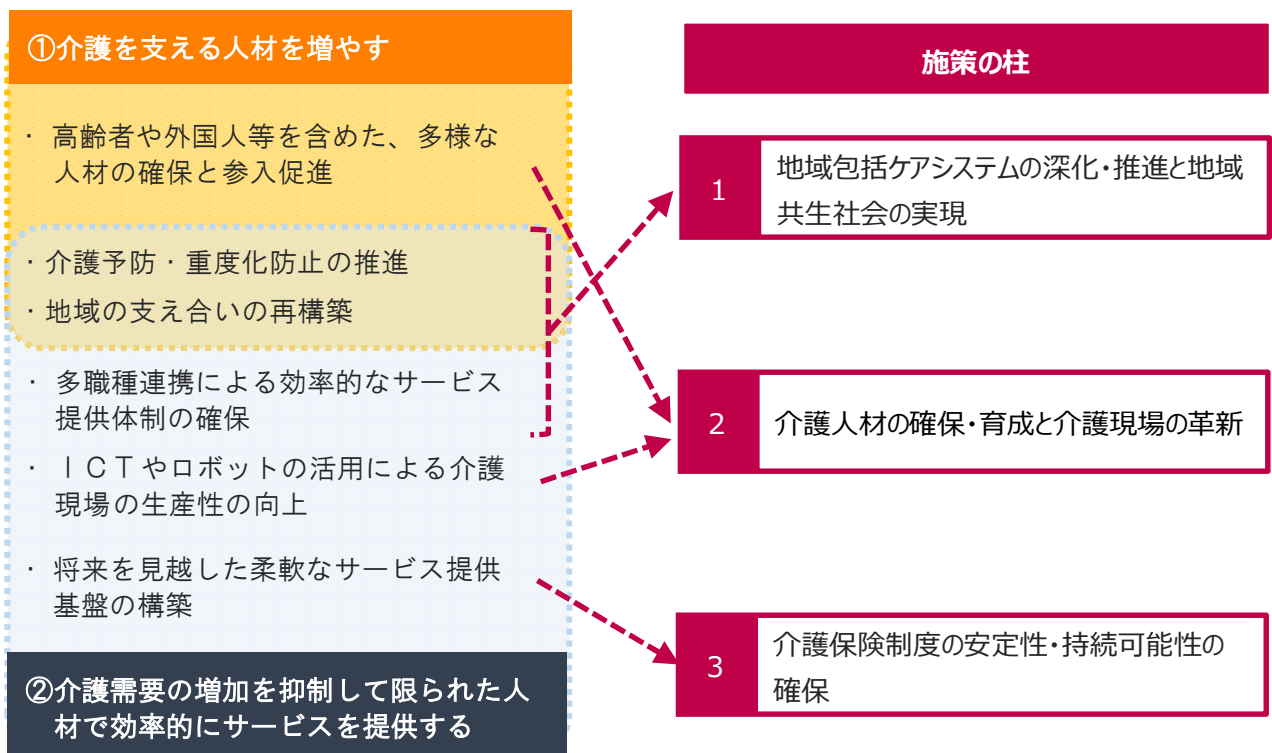 ①介護を支える人材を増やす
・ 高齢者や外国人等を含めた、多様な
人材の確保と参入促進
・介護予防・重度化防止の推進
・地域の支え合いの再構築
・ 多職種連携による効率的なサービス
提供体制の確保
・ ＩＣＴやロボットの活用による介護
現場の生産性の向上
・ 将来を見越した柔軟なサービス提供
基盤の構築
②介護需要の増加を抑制して限られた人
材で効率的にサービスを提供する
施策の柱
1
地域包括ケアシステムの深化・推進と地域
共生社会の実現
2
介護人材の確保・育成と介護現場の革新
3
介護保険制度の安定性・持続可能性の
確保